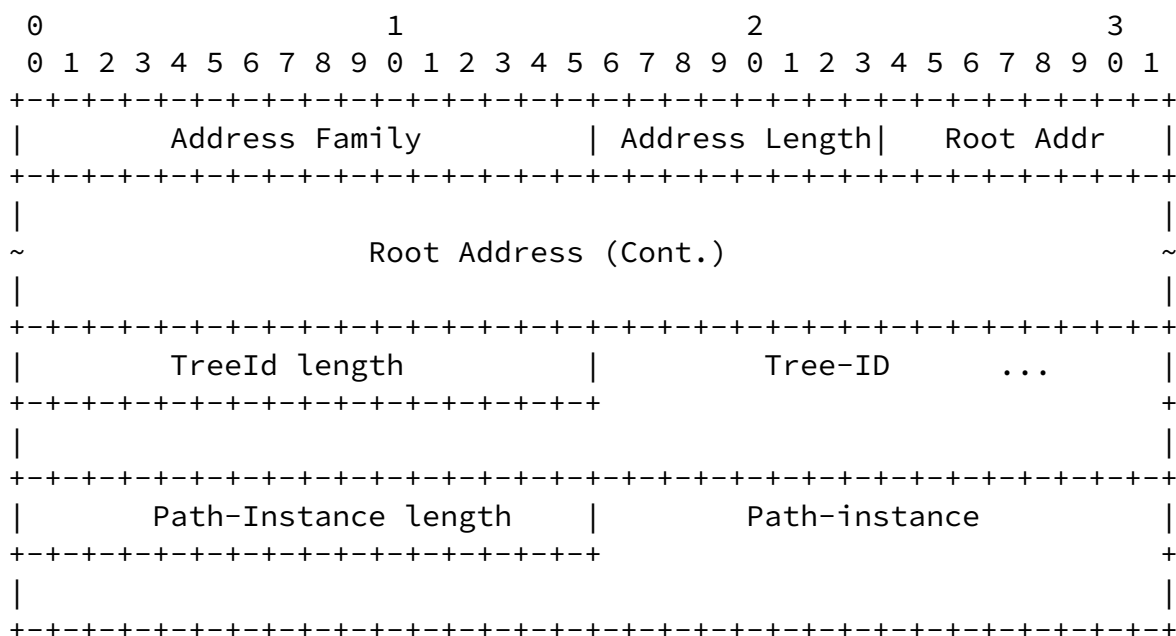 0                   1                   2                   3
0 1 2 3 4 5 6 7 8 9 0 1 2 3 4 5 6 7 8 9 0 1 2 3 4 5 6 7 8 9 0 1
+-+-+-+-+-+-+-+-+-+-+-+-+-+-+-+-+-+-+-+-+-+-+-+-+-+-+-+-+-+-+-+-+
|        Address Family         | Address Length|   Root Addr   |
+-+-+-+-+-+-+-+-+-+-+-+-+-+-+-+-+-+-+-+-+-+-+-+-+-+-+-+-+-+-+-+-+
|                                                               |
~                   Root Address (Cont.)                        ~
|                                                               |
+-+-+-+-+-+-+-+-+-+-+-+-+-+-+-+-+-+-+-+-+-+-+-+-+-+-+-+-+-+-+-+-+
|        TreeId length          |         Tree-ID      ...      |
+-+-+-+-+-+-+-+-+-+-+-+-+-+-+-+-+                               +
|                                                               |
+-+-+-+-+-+-+-+-+-+-+-+-+-+-+-+-+-+-+-+-+-+-+-+-+-+-+-+-+-+-+-+-+
|       Path-Instance length    |        Path-instance          |
+-+-+-+-+-+-+-+-+-+-+-+-+-+-+-+-+                               +
|                                                               |
+-+-+-+-+-+-+-+-+-+-+-+-+-+-+-+-+-+-+-+-+-+-+-+-+-+-+-+-+-+-+-+-+